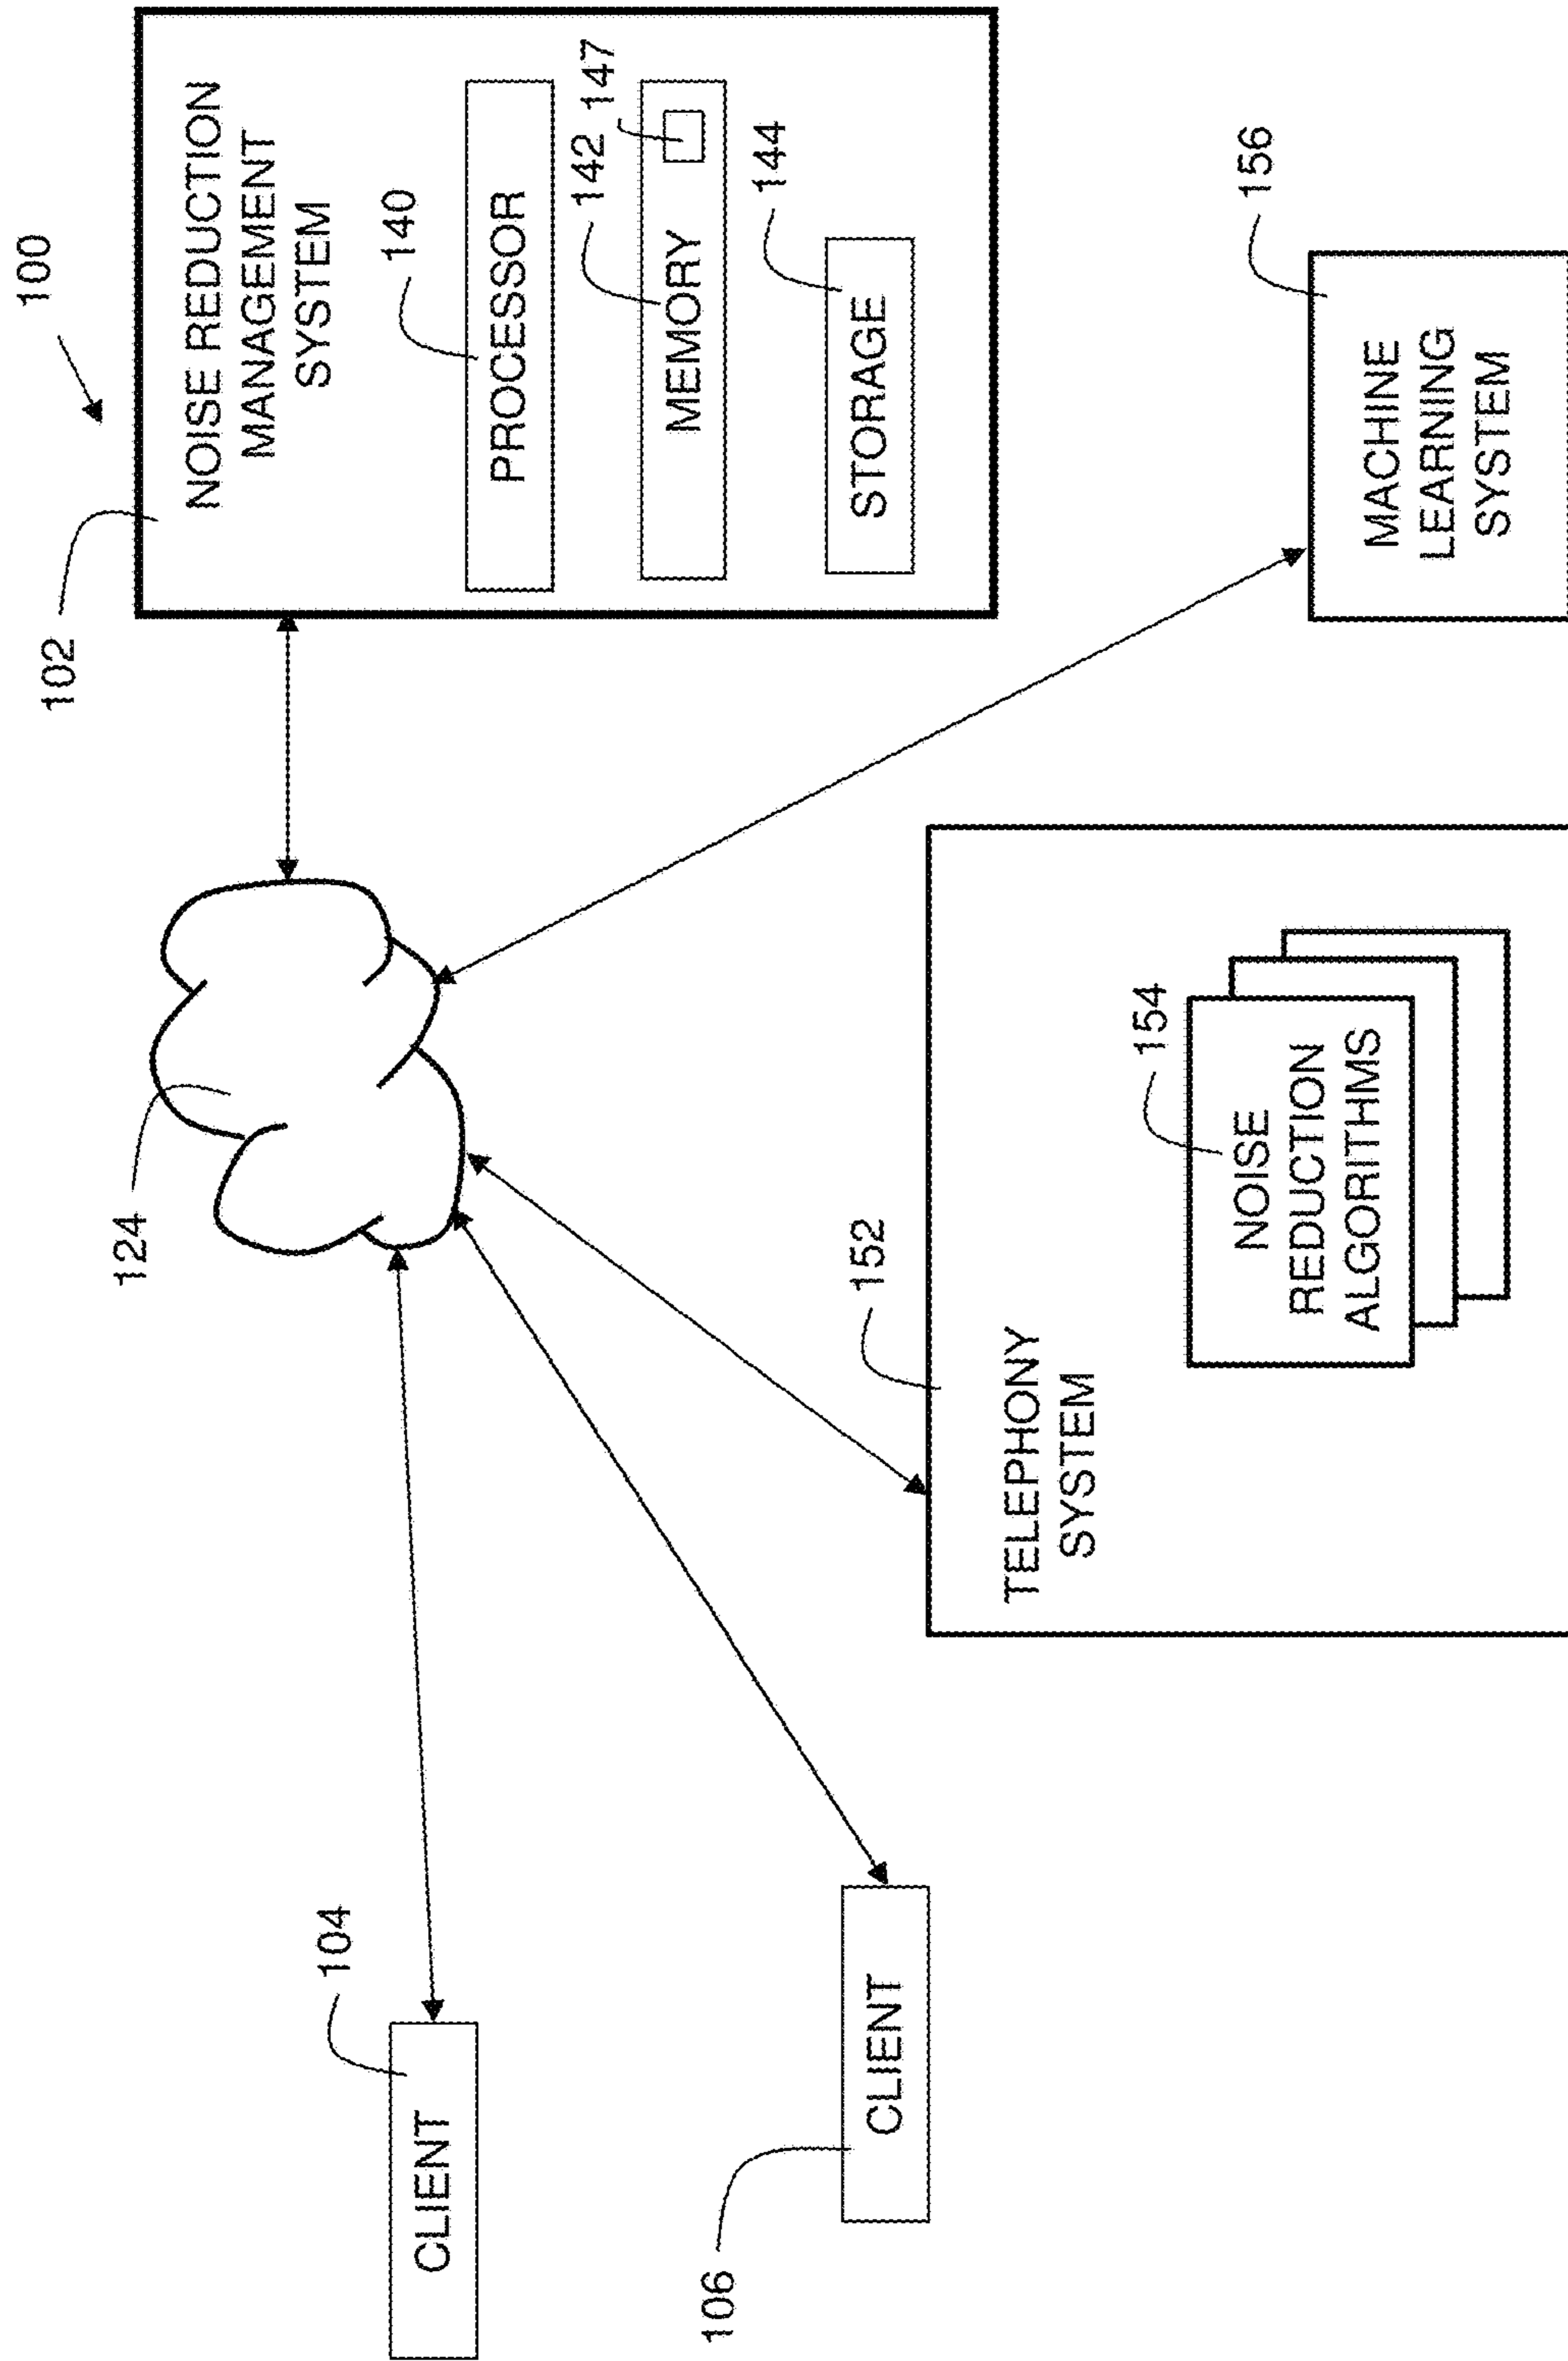 100
102
NOISE REDUCTION
MANAGEMENT
SYSTEM
140
PROCESSOR
142
147
MEMORY
144
STORAGE
124
104
CLIENT
106
CLIENT
152
TELEPHONY
SYSTEM
154
NOISE
REDUCTION
ALGORITHMS
156
MACHINE
LEARNING
SYSTEM